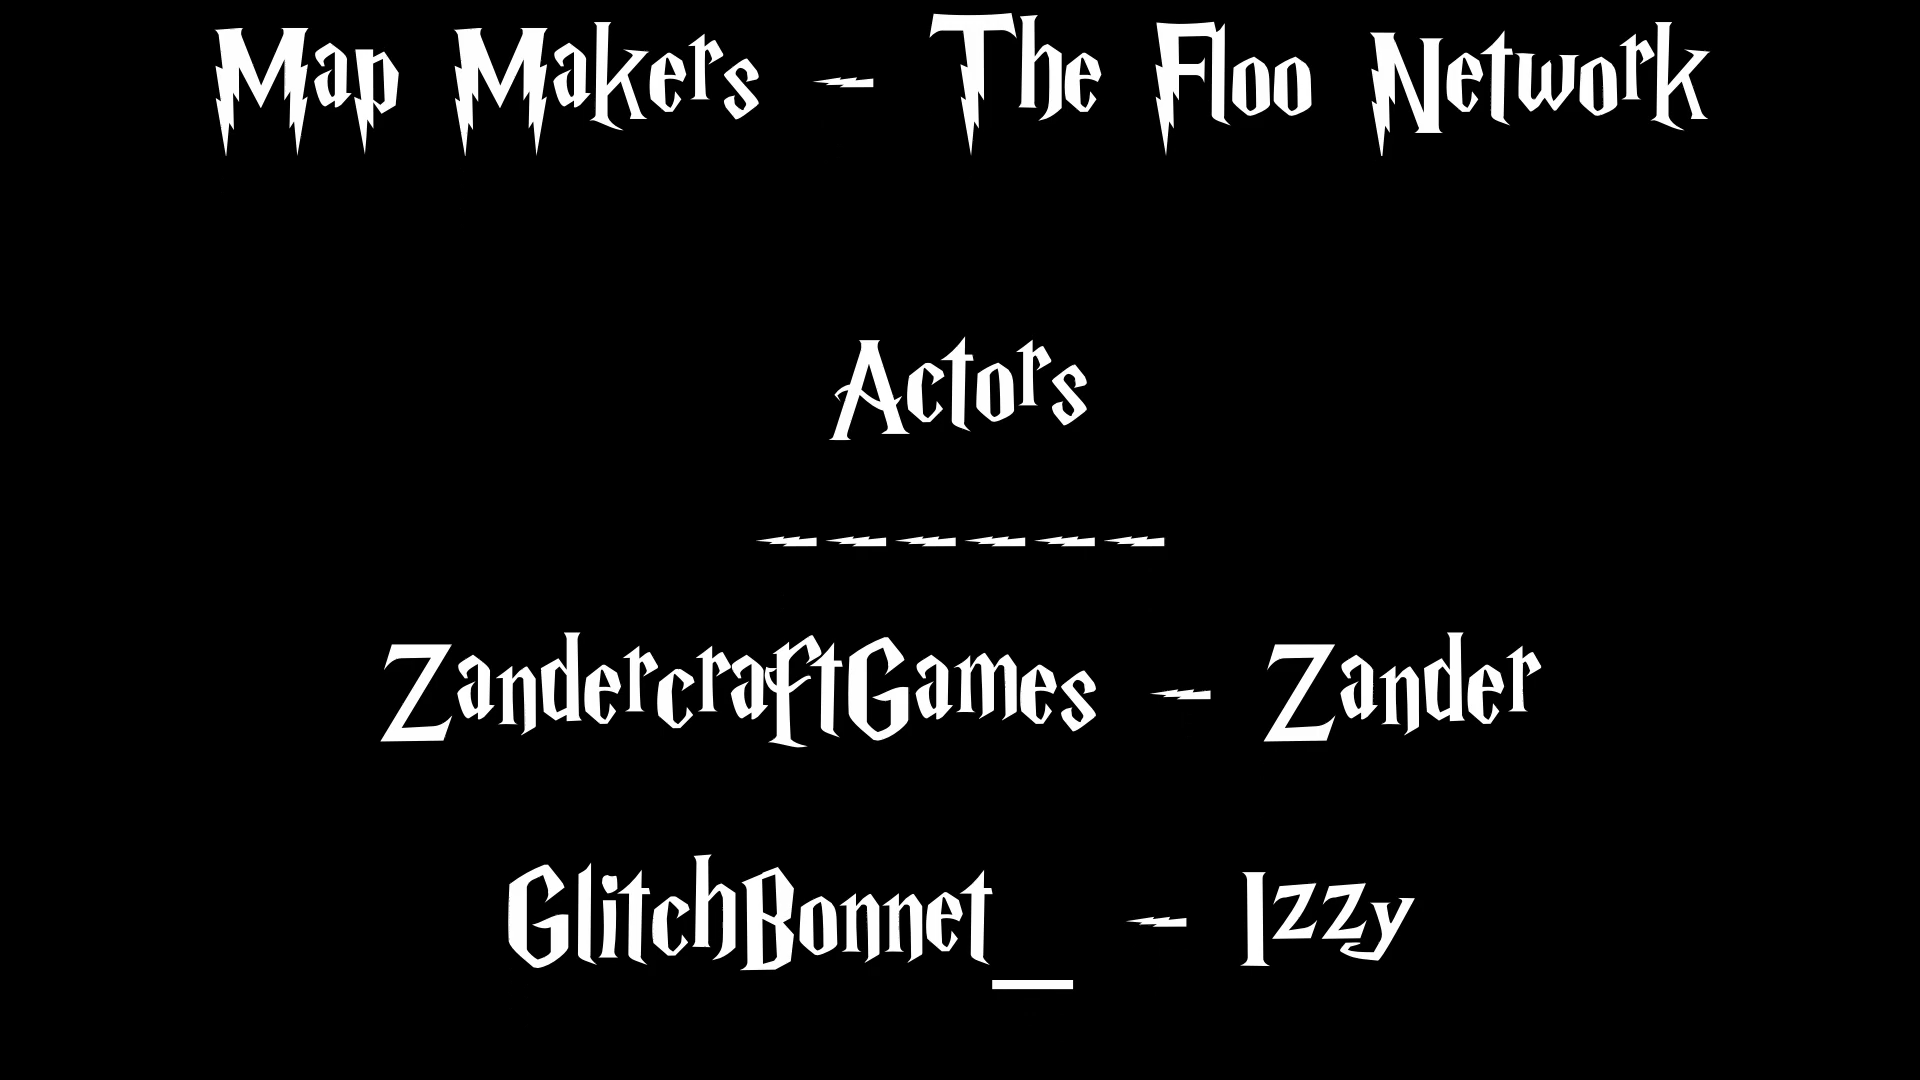 Map Makers - The Floo Network
Actors
------
ZandercraftGames - Zander
GlitchBonnet_ - Izzy